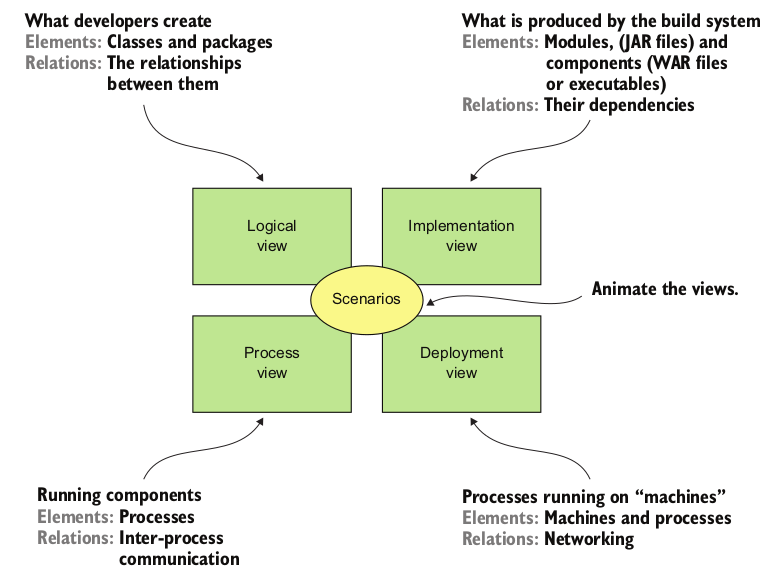 What developers create
Elements: Classes and packages
Relations: The relationships
between them
What is produced by the build system
Elements: Modules, (JAR files) and
components (WAR files
or executables)
Relations: Their dependencies
Logical
view
Implementation
view
Scenarios
Animate the views.
Process
view
Deployment
view
Running components
Elements: Processes
Relations: Inter-process
communication
Processes running on “machines”
Elements: Machines and processes
Relations: Networking